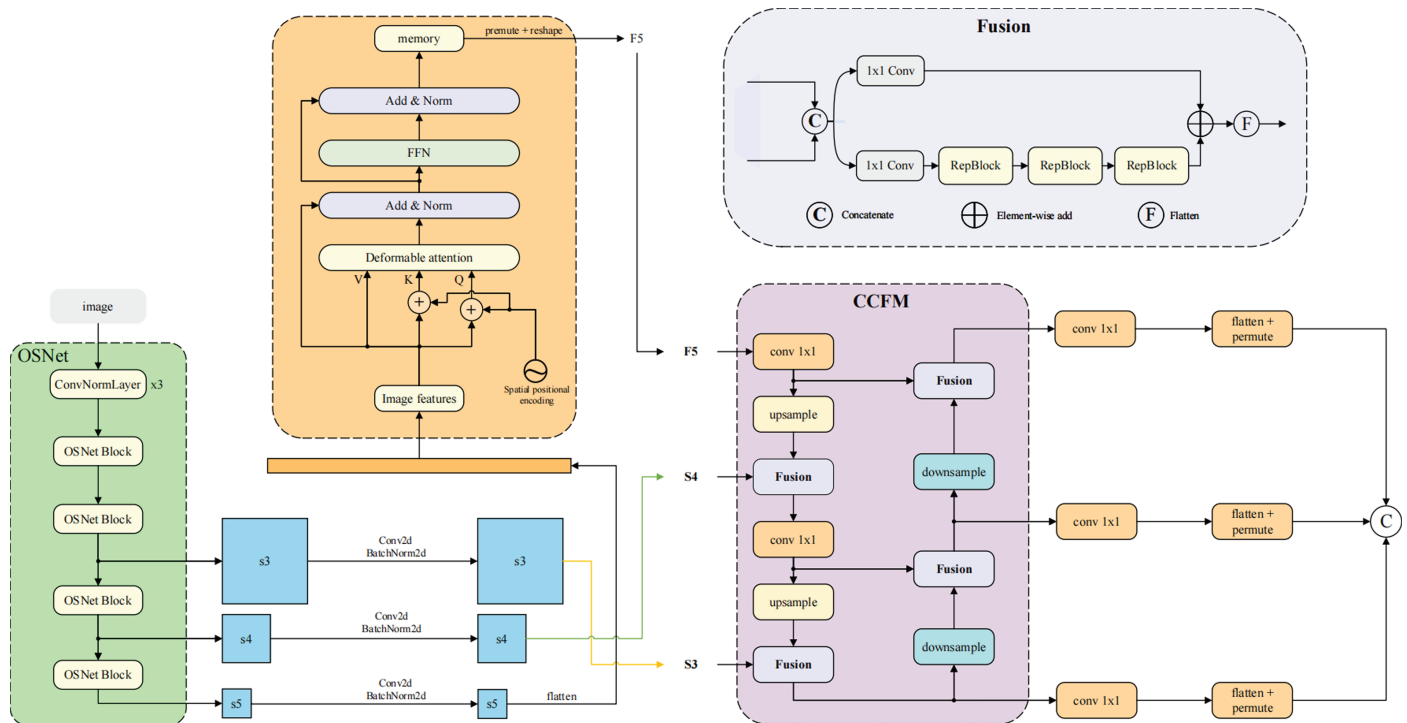 memory
premute + reshape
F5
Add & Norm
FFN
Add & Norm
Deformable attention
V
K
Q
+
+
Spatial positional
encoding
Image features
Fusion
1x1 Conv
C
F
1x1 Conv
RepBlock
RepBlock
RepBlock
C
Concatenate
Element-wise add
F
Flatten
image
OSNet
ConvNormLayer
x3
OSNet Block
OSNet Block
OSNet Block
OSNet Block
s3
Conv2d
BatchNorm2d
s3
s4
Conv2d
BatchNorm2d
s4
s5
Conv2d
BatchNorm2d
s5
flatten
F5
S4
S3
CCFM
conv 1x1
upsample
Fusion
conv 1x1
upsample
Fusion
Fusion
downsample
Fusion
downsample
conv 1x1
flatten +
permute
conv 1x1
flatten +
permute
C
conv 1x1
flatten +
permute